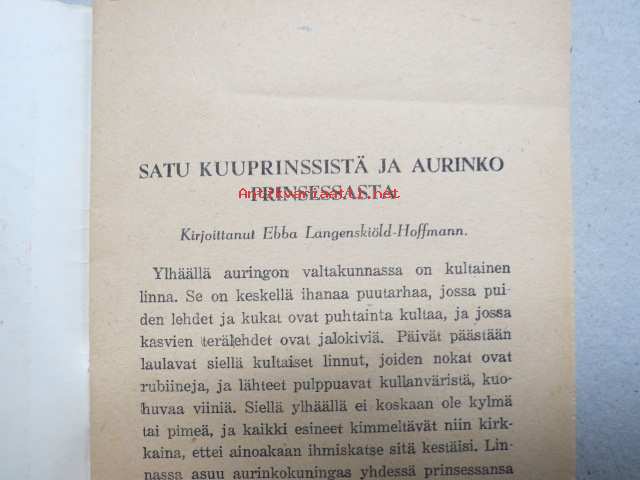 SATU KUUPRINSSISTÄ JA AURINKO
PRINSESSASTA
Antikvariaatti.net
Kirjoittanut Ebba Langenskiöld-Hoffmann.
Ylhäällä auringon valtakunnassa on kultainen
linna. Se on keskellä ihanaa puutarhaa, jossa pui-
den lehdet ja kukat ovat puhtainta kultaa, ja jossa
kasvien terälehdet ovat jalokiviä. Päivät päästään
laulavat siellä kultaiset linnut, joiden nokat ovat
rubiineja, ja lähteet pulppuavat kullanväristä, kuo-
huvaa viiniä. Siellä ylhäällä ei koskaan ole kylmä
tai pimeä, ja kaikki esineet kimmeltävät niin kirk-
kaina, ettei ainoakaan ihmiskatse sitä kestäisi. Lin-
nassa asuu aurinkokuningas yhdessä prinsessansa